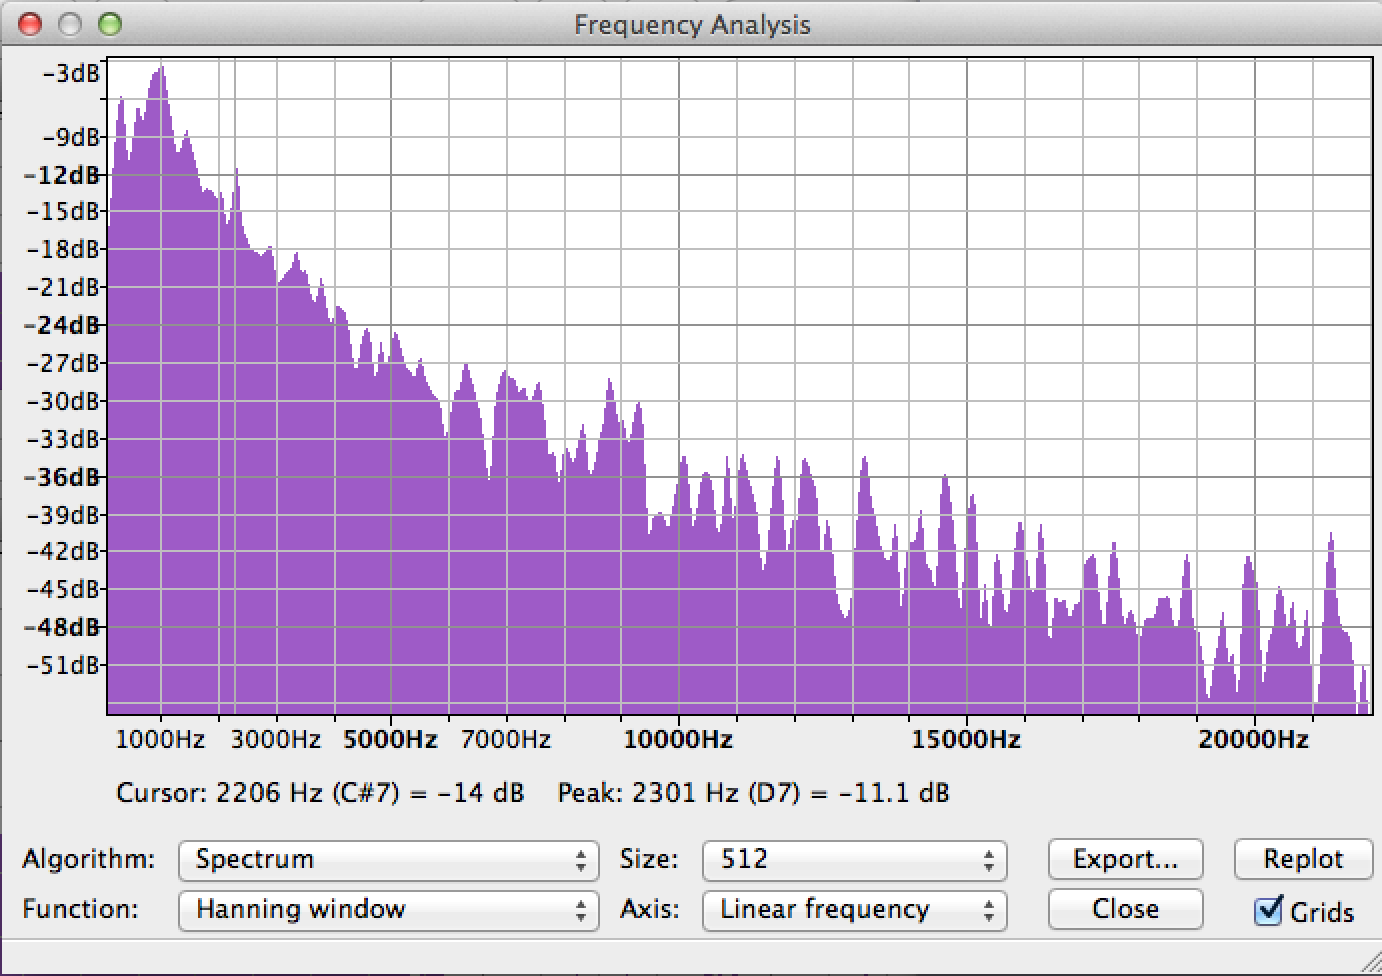 Frequency Analysis
-3dB
-9dB
-12dB
-15dB
-18dB
-21dB
-24dB
-27dB
-30dB
-33dB
-36dB
-39dB
-42dB
-45dB
-48dB
-51dB
1000Hz 3000Hz 5000Hz 7000Hz 10000Hz 15000Hz 20000Hz
Cursor: 2206 Hz (C#7) = -14 dB Peak: 2301 Hz (D7) = -11.1 dB
Algorithm: Spectrum Size: 512 Export... Replot
Function: Hanning window Axis: Linear frequency Close Grids